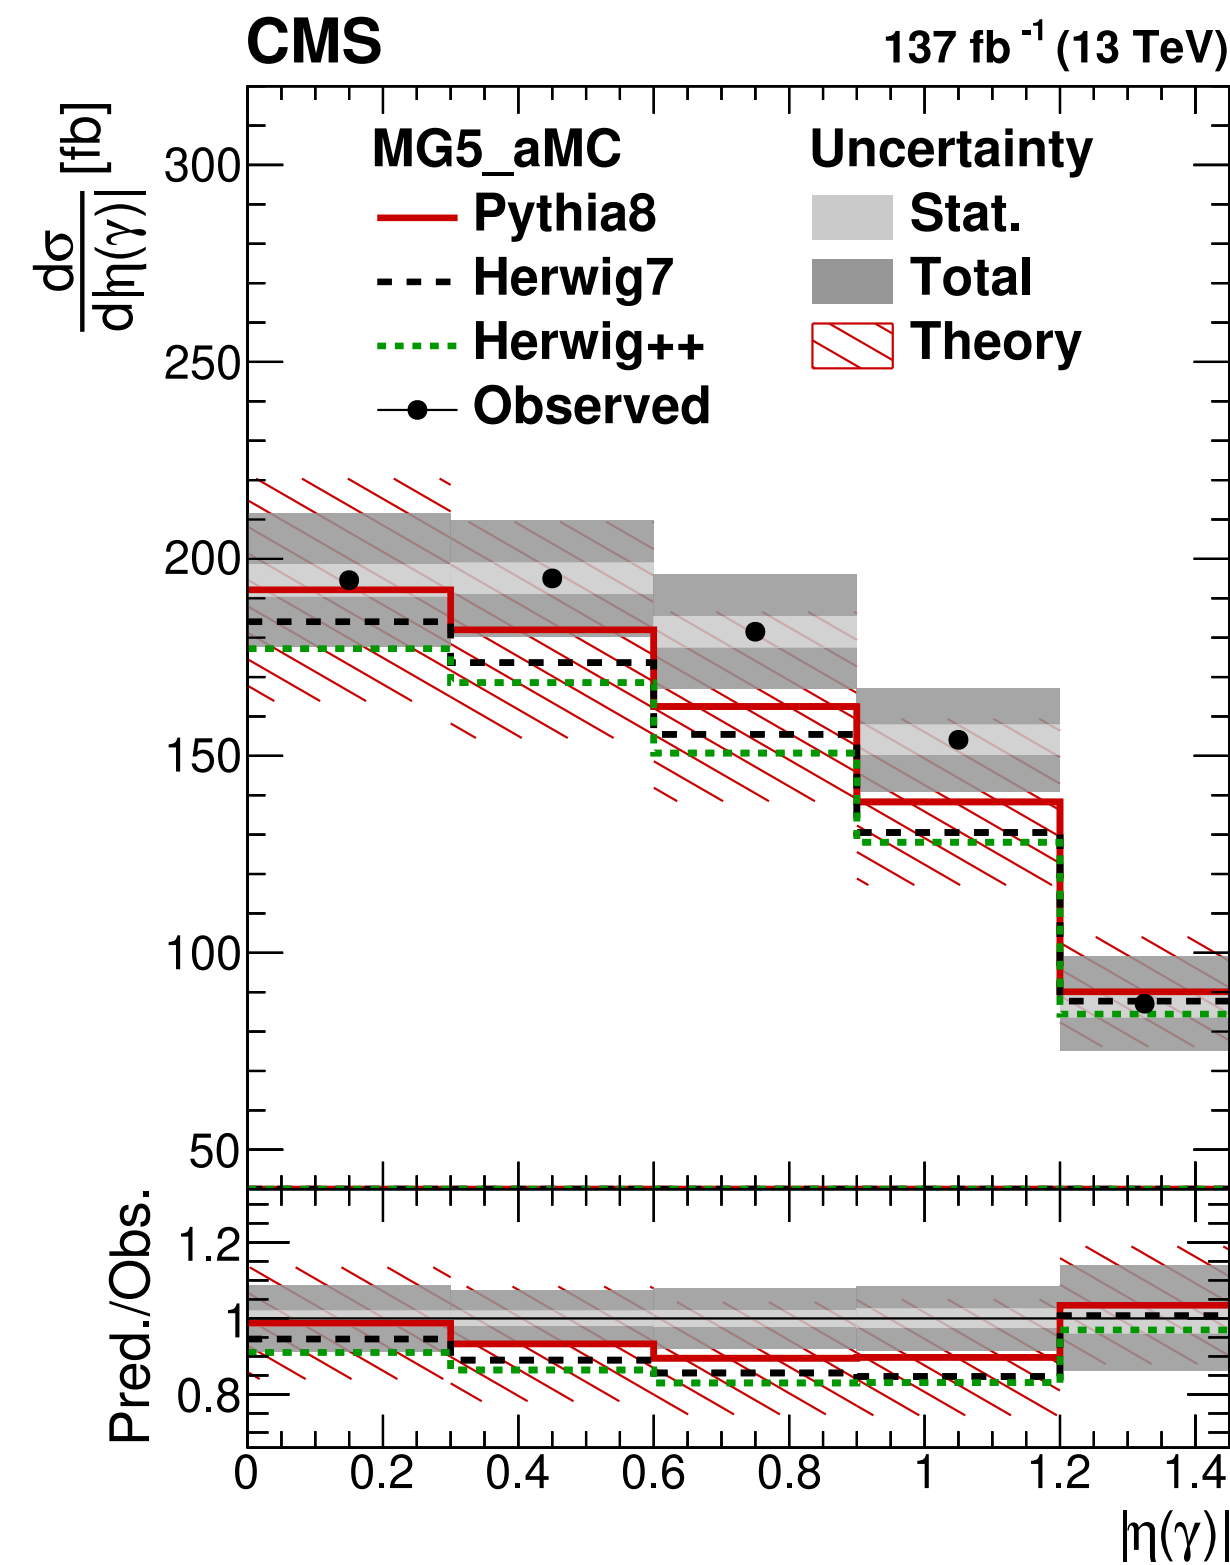 CMS 137 fb⁻¹ (13 TeV)
dσ
d|η(γ)| [fb]
MG5_aMC
Pythia8
Herwig7
Herwig++
Observed
Uncertainty
Stat.
Total
Theory
300
250
200
150
100
50
Pred./Obs.
1.2
1
0.8
0 0.2 0.4 0.6 0.8 1 1.2 1.4
|η(γ)|